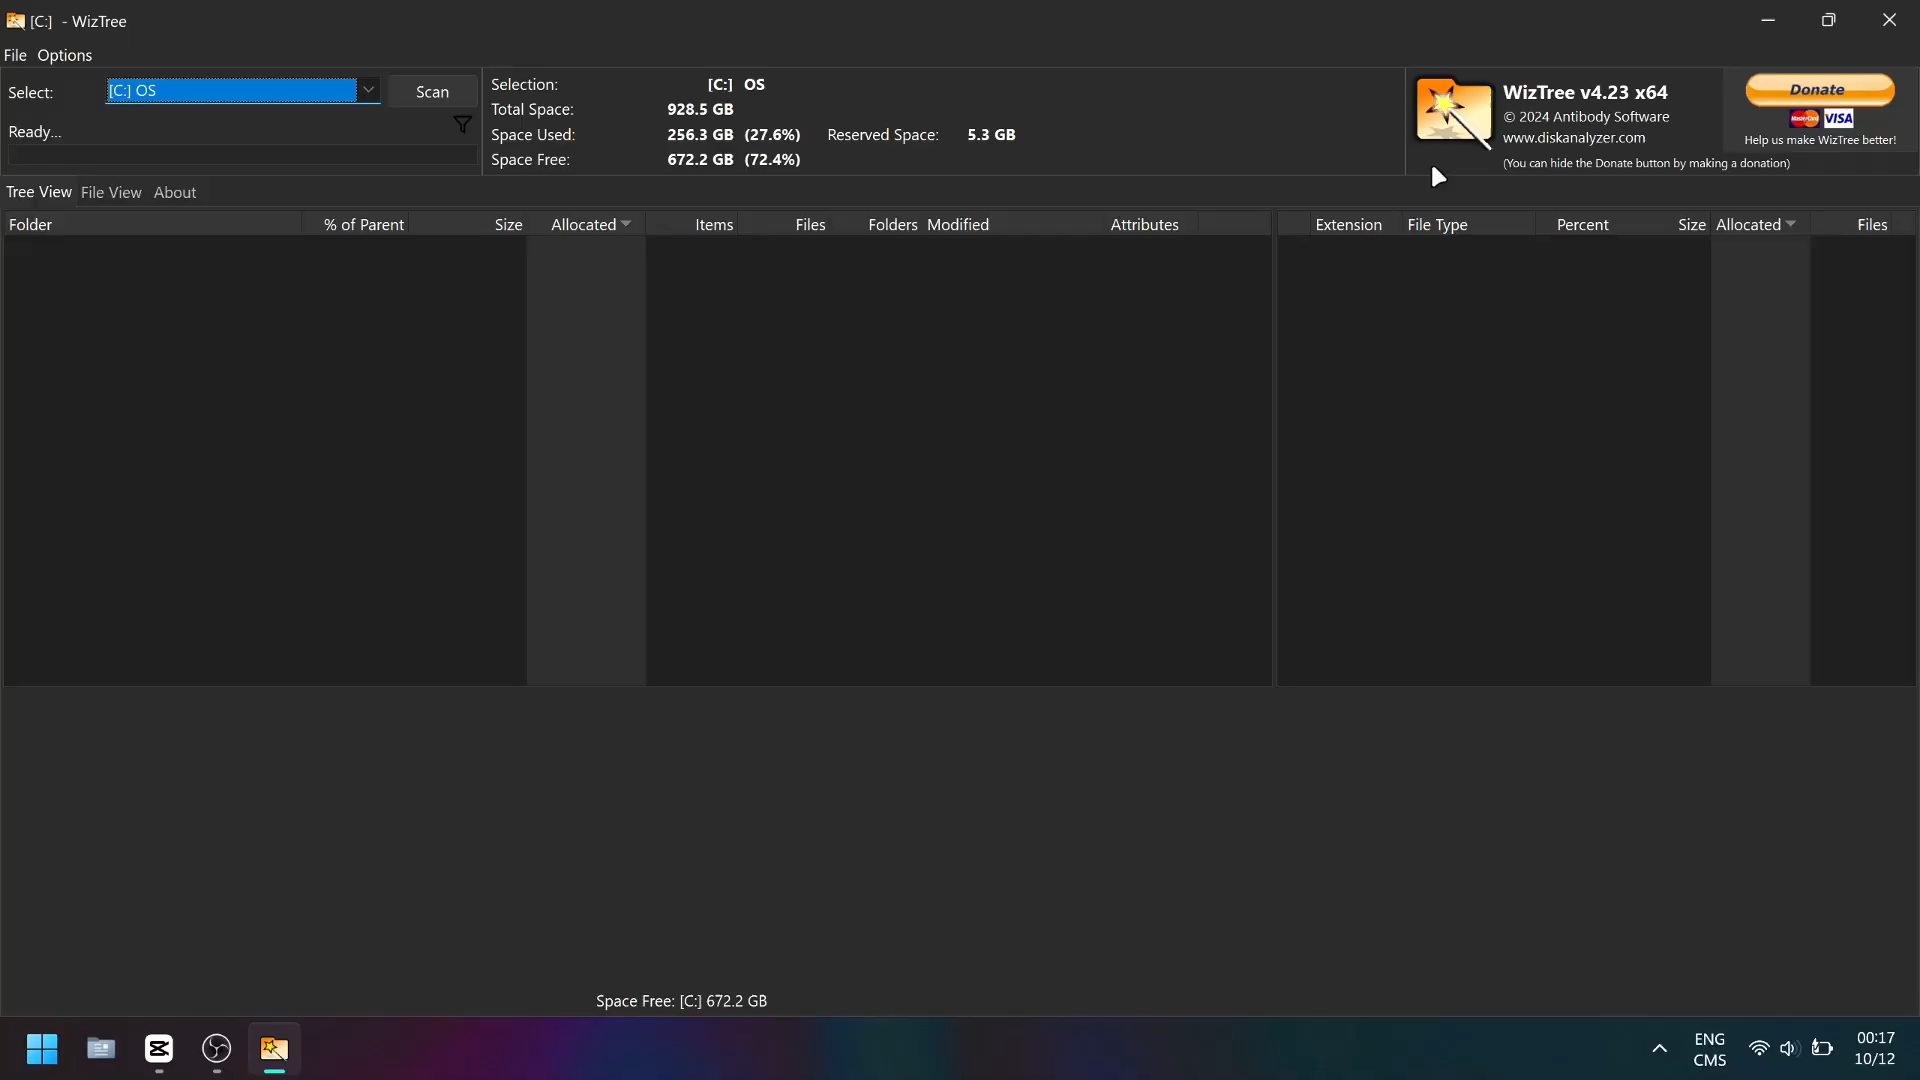 [C:] - WizTree
File Options
Select: [C:] OS Scan
Ready...
Selection: [C:] OS
Total Space: 928.5 GB
Space Used: 256.3 GB (27.6%) Reserved Space: 5.3 GB
Space Free: 672.2 GB (72.4%)
WizTree v4.23 x64
© 2024 Antibody Software
www.diskanalyzer.com
(You can hide the Donate button by making a donation)
Donate
MasterCard VISA
Help us make WizTree better!
Tree View File View About
Folder % of Parent Size Allocated Items Files Folders Modified Attributes
Extension File Type Percent Size Allocated Files
Space Free: [C:] 672.2 GB
ENG
CMS
00:17
10/12